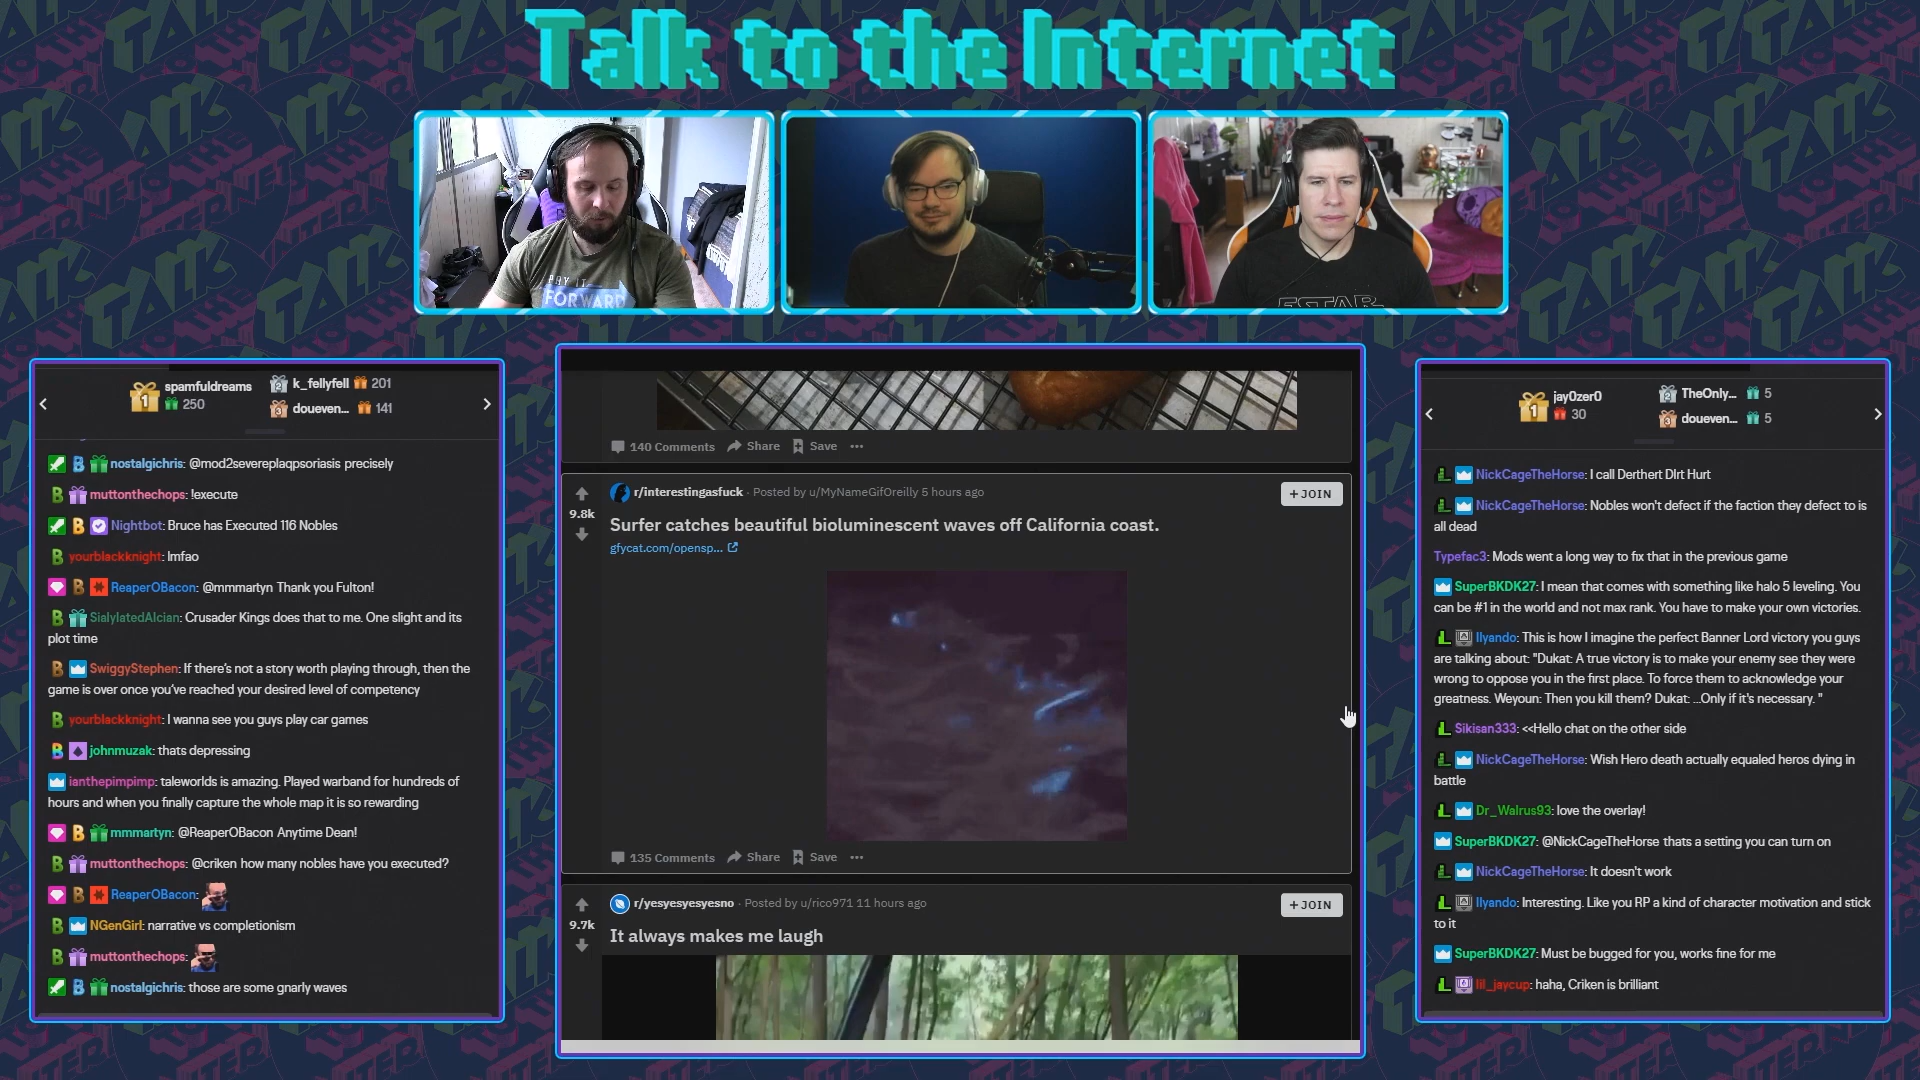 Talk to the Internet
PAY IT
FORWARD
ESTAR
1
spamfuldreams
250
2
k_fellyfell 201
3
doueven... 141
nostalgichris: @mod2severeplaqpsoriasis precisely
muttonthechops: !execute
Nightbot: Bruce has Executed 116 Nobles
yourblackknight: lmfao
ReaperOBacon: @mmmartyn Thank you Fulton!
SialylatedAlcian: Crusader Kings does that to me. One slight and its
plot time
SwiggyStephen: If there's not a story worth playing through, then the
game is over once you've reached your desired level of competency
yourblackknight: I wanna see you guys play car games
johnmuzak: thats depressing
ianthepimpimp: taleworlds is amazing. Played warband for hundreds of
hours and when you finally capture the whole map it is so rewarding
mmmartyn: @ReaperOBacon Anytime Dean!
muttonthechops: @criken how many nobles have you executed?
ReaperOBacon:
NGenGirl: narrative vs completionism
muttonthechops:
nostalgichris: those are some gnarly waves
140 Comments Share Save ...
r/interestingasfuck · Posted by u/MyNameGifOreilly 5 hours ago
+ JOIN
9.8k
Surfer catches beautiful bioluminescent waves off California coast.
gfycat.com/opensp...
135 Comments Share Save ...
r/yesyesyesyesno · Posted by u/rico971 11 hours ago
+ JOIN
9.7k
It always makes me laugh
1
jay0zer0
30
2
TheOnly... 5
3
doueven... 5
NickCageTheHorse: I call Derthert DIrt Hurt
NickCageTheHorse: Nobles won't defect if the faction they defect to is
all dead
Typefac3: Mods went a long way to fix that in the previous game
SuperBKDK27: I mean that comes with something like halo 5 leveling. You
can be #1 in the world and not max rank. You have to make your own victories.
Ilyando: This is how I imagine the perfect Banner Lord victory you guys
are talking about: "Dukat: A true victory is to make your enemy see they were
wrong to oppose you in the first place. To force them to acknowledge your
greatness. Weyoun: Then you kill them? Dukat: ...Only if it's necessary. "
Sikisan333: <<Hello chat on the other side
NickCageTheHorse: Wish Hero death actually equaled heros dying in
battle
Dr_Walrus93: love the overlay!
SuperBKDK27: @NickCageTheHorse thats a setting you can turn on
NickCageTheHorse: It doesn't work
Ilyando: Interesting. Like you RP a kind of character motivation and stick
to it
SuperBKDK27: Must be bugged for you, works fine for me
lil_jaycup: haha, Criken is brilliant